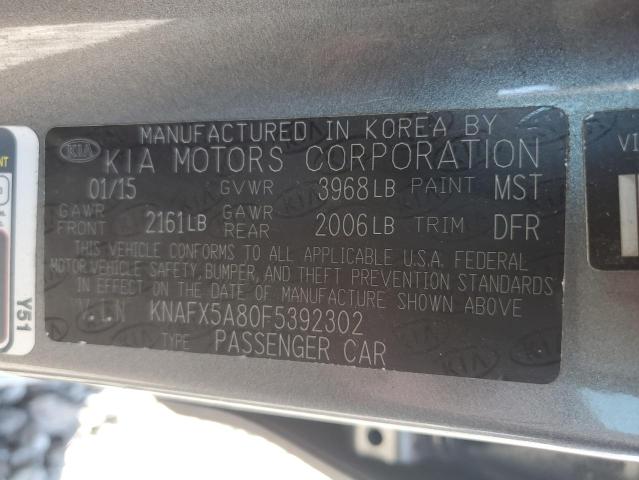 MANUFACTURED IN KOREA BY
KIA KIA MOTORS CORPORATION
01/15 GVWR 3968LB PAINT MST
GAWR FRONT 2161LB GAWR REAR 2006LB TRIM DFR
THIS VEHICLE CONFORMS TO ALL APPLICABLE U.S.A. FEDERAL
MOTOR VEHICLE SAFETY, BUMPER, AND THEFT PREVENTION STANDARDS
IN EFFECT ON THE DATE OF MANUFACTURE SHOWN ABOVE
V.I.N KNAFX5A80F5392302
TYPE PASSENGER CAR
Y51
VI